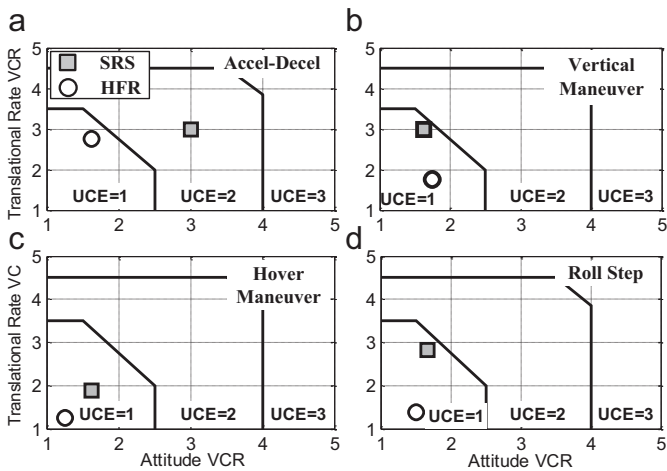 a
b
Translational Rate VCR
5
4
3
2
1
SRS
HFR
Accel-Decel
UCE=1
UCE=2
UCE=3
1 2 3 4 5
5
4
3
2
1
Vertical
Maneuver
UCE=1
UCE=2
UCE=3
1 2 3 4 5
c
d
Translational Rate VC
5
4
3
2
1
Hover
Maneuver
UCE=1
UCE=2
UCE=3
1 2 3 4 5
Attitude VCR
5
4
3
2
1
Roll Step
UCE=1
UCE=2
UCE=3
1 2 3 4 5
Attitude VCR